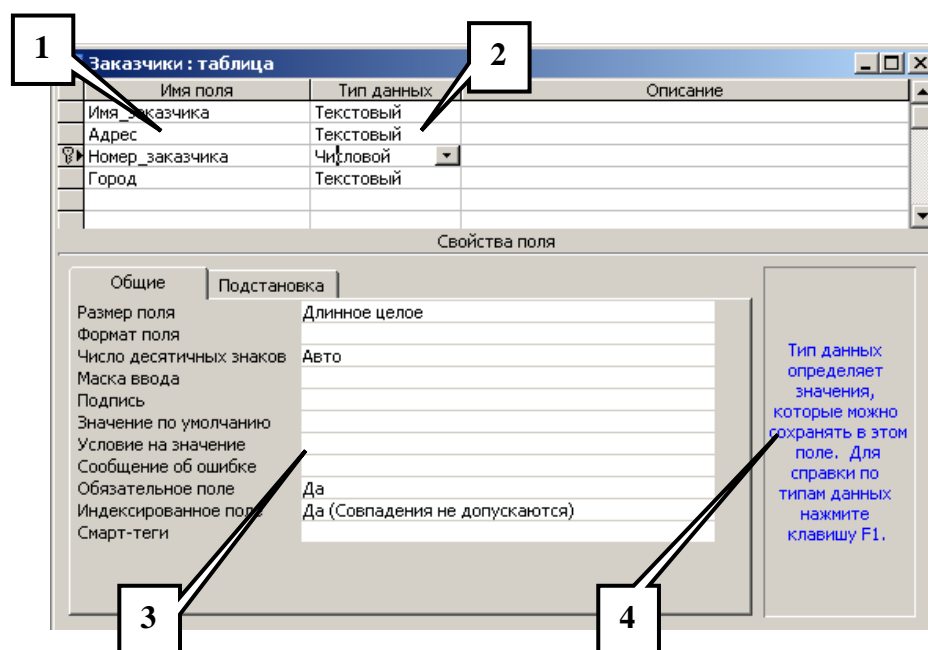 1
2
Заказчики : таблица
Имя поля Тип данных Описание
Имя_заказчика Текстовый
Адрес Текстовый
Номер_заказчика Числовой
Город Текстовый
Свойства поля
Общие Подстановка
Размер поля Длинное целое
Формат поля
Число десятичных знаков Авто
Маска ввода
Подпись
Значение по умолчанию
Условие на значение
Сообщение об ошибке
Обязательное поле Да
Индексированное поле Да (Совпадения не допускаются)
Смарт-теги
Тип данных
определяет
значения,
которые можно
сохранять в этом
поле. Для
справки по
типам данных
нажмите
клавишу F1.
3
4